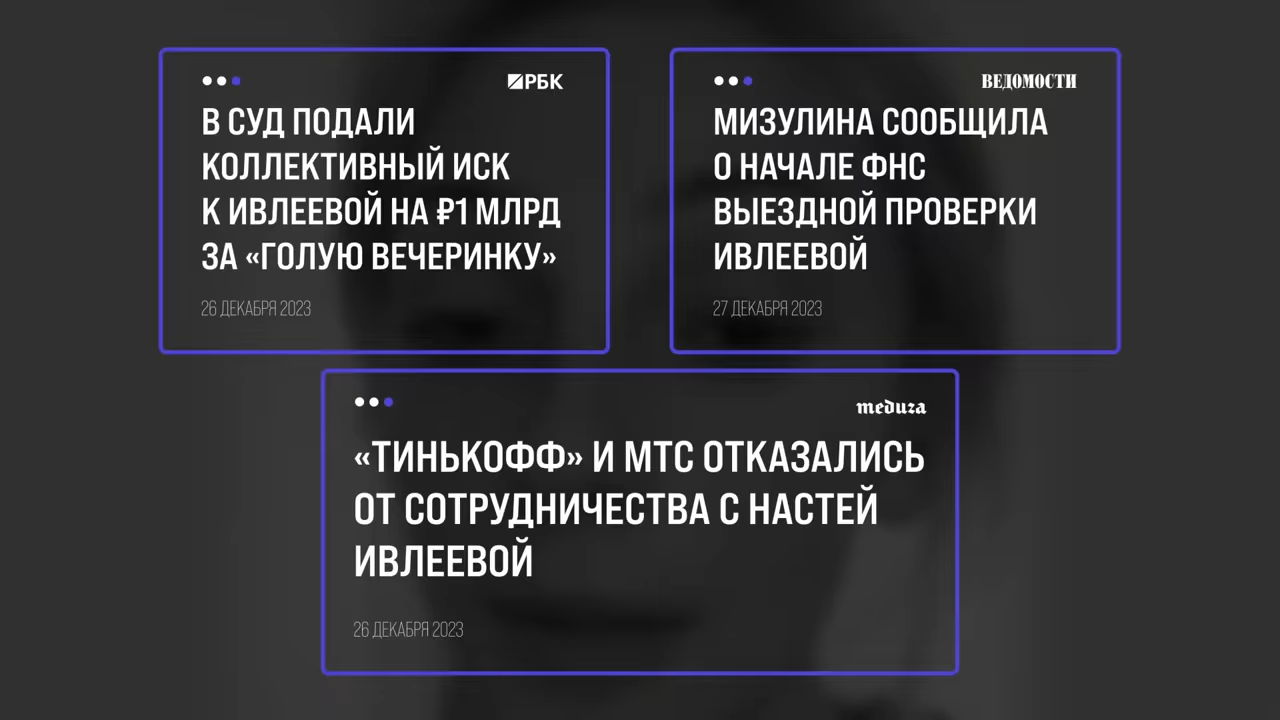 РБК
В СУД ПОДАЛИ
КОЛЛЕКТИВНЫЙ ИСК
К ИВЛЕЕВОЙ НА ₽1 МЛРД
ЗА «ГОЛУЮ ВЕЧЕРИНКУ»
26 ДЕКАБРЯ 2023
ВЕДОМОСТИ
МИЗУЛИНА СООБЩИЛА
О НАЧАЛЕ ФНС
ВЫЕЗДНОЙ ПРОВЕРКИ
ИВЛЕЕВОЙ
27 ДЕКАБРЯ 2023
meduza
«ТИНЬКОФФ» И МТС ОТКАЗАЛИСЬ
ОТ СОТРУДНИЧЕСТВА С НАСТЕЙ
ИВЛЕЕВОЙ
26 ДЕКАБРЯ 2023